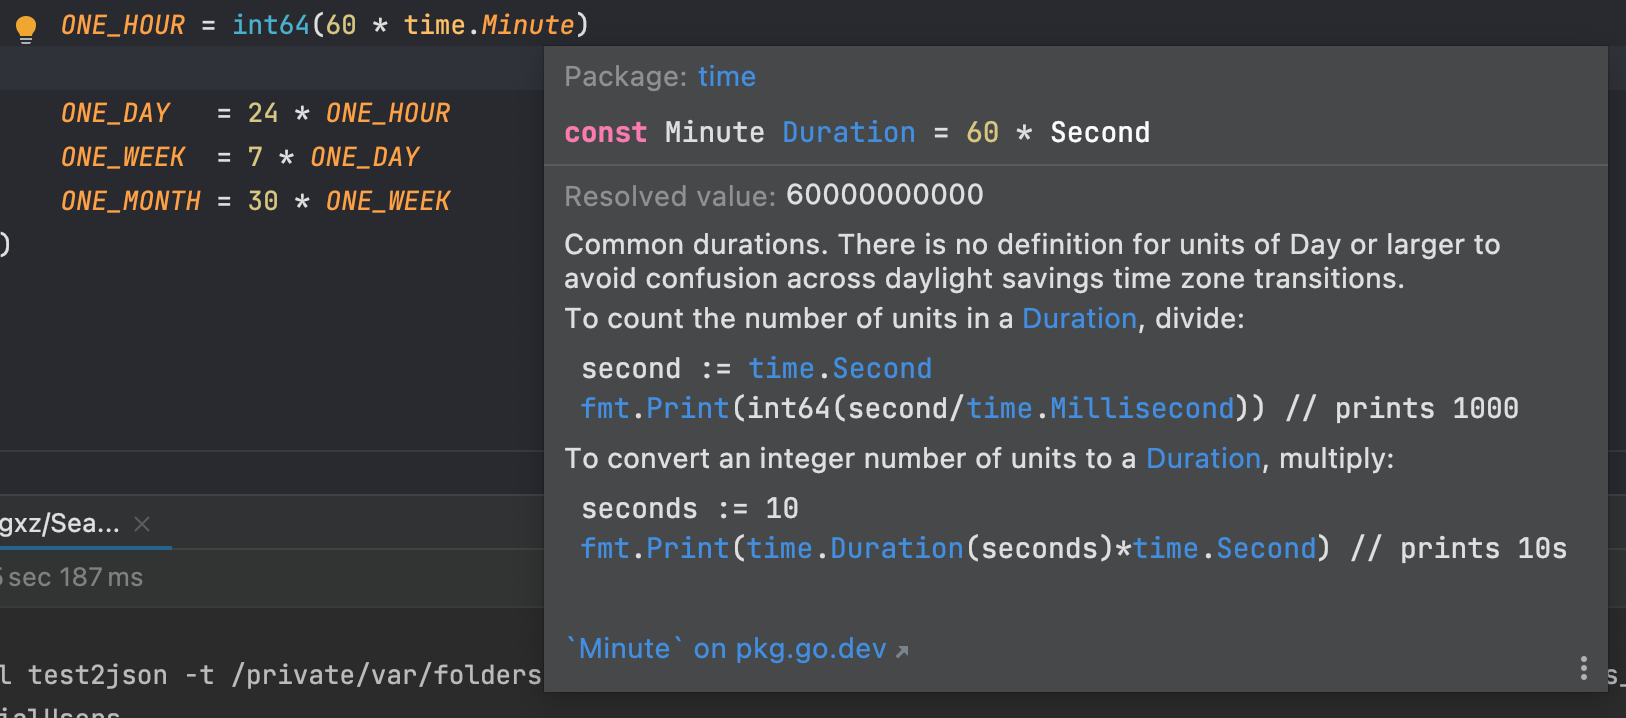 ONE_HOUR = int64(60 * time.Minute)
ONE_DAY   = 24 * ONE_HOUR
ONE_WEEK  = 7 * ONE_DAY
ONE_MONTH = 30 * ONE_WEEK
)
Package: time
const Minute Duration = 60 * Second
Resolved value: 60000000000
Common durations. There is no definition for units of Day or larger to
avoid confusion across daylight savings time zone transitions.
To count the number of units in a Duration, divide:
second := time.Second
fmt.Print(int64(second/time.Millisecond)) // prints 1000
To convert an integer number of units to a Duration, multiply:
seconds := 10
fmt.Print(time.Duration(seconds)*time.Second) // prints 10s
`Minute` on pkg.go.dev
gxz/Sea...
sec 187 ms
l test2json -t /private/var/folders